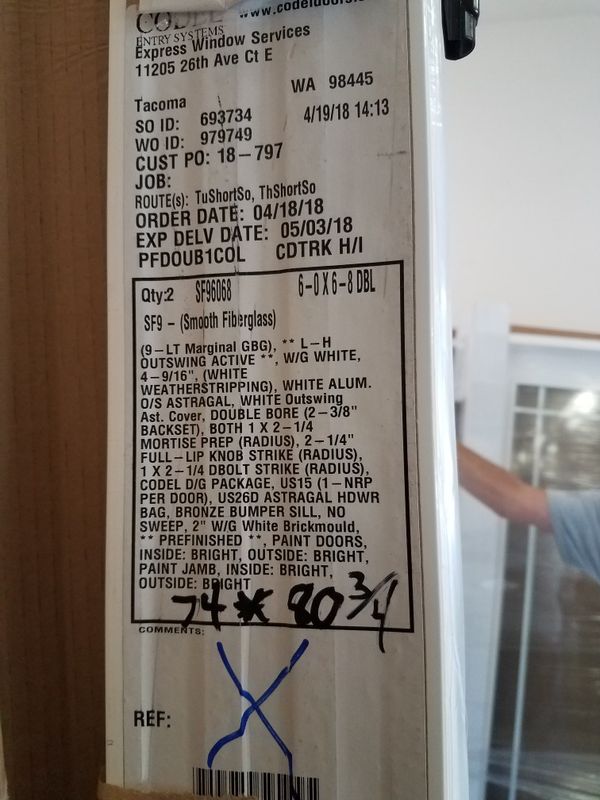 www.codeldoors.
ENTRY SYSTEMS
Express Window Services
11205 26th Ave Ct E
WA 98445
Tacoma
SO ID: 693734 4/19/18 14:13
WO ID: 979749
CUST PO: 18-797
JOB:
ROUTE(s): TuShortSo, ThShortSo
ORDER DATE: 04/18/18
EXP DELV DATE: 05/03/18
PFDOUB1COL CDTRK H/I
Qty:2 SF96068 6-0 X 6-8 DBL
SF9 - (Smooth Fiberglass)
(9-LT Marginal GBG), ** L-H
OUTSWING ACTIVE **, W/G WHITE,
4-9/16", (WHITE
WEATHERSTRIPPING), WHITE ALUM.
O/S ASTRAGAL, WHITE Outswing
Ast. Cover, DOUBLE BORE (2-3/8"
BACKSET), BOTH 1 X 2-1/4
MORTISE PREP (RADIUS), 2-1/4"
FULL-LIP KNOB STRIKE (RADIUS),
1 X 2-1/4 DBOLT STRIKE (RADIUS),
CODEL D/G PACKAGE, US15 (1-NRP
PER DOOR), US26D ASTRAGAL HDWR
BAG, BRONZE BUMPER SILL, NO
SWEEP, 2" W/G White Brickmould,
** PREFINISHED **, PAINT DOORS,
INSIDE: BRIGHT, OUTSIDE: BRIGHT,
PAINT JAMB, INSIDE: BRIGHT,
OUTSIDE: BRIGHT
74 * 80 3/4
COMMENTS:
X
REF: